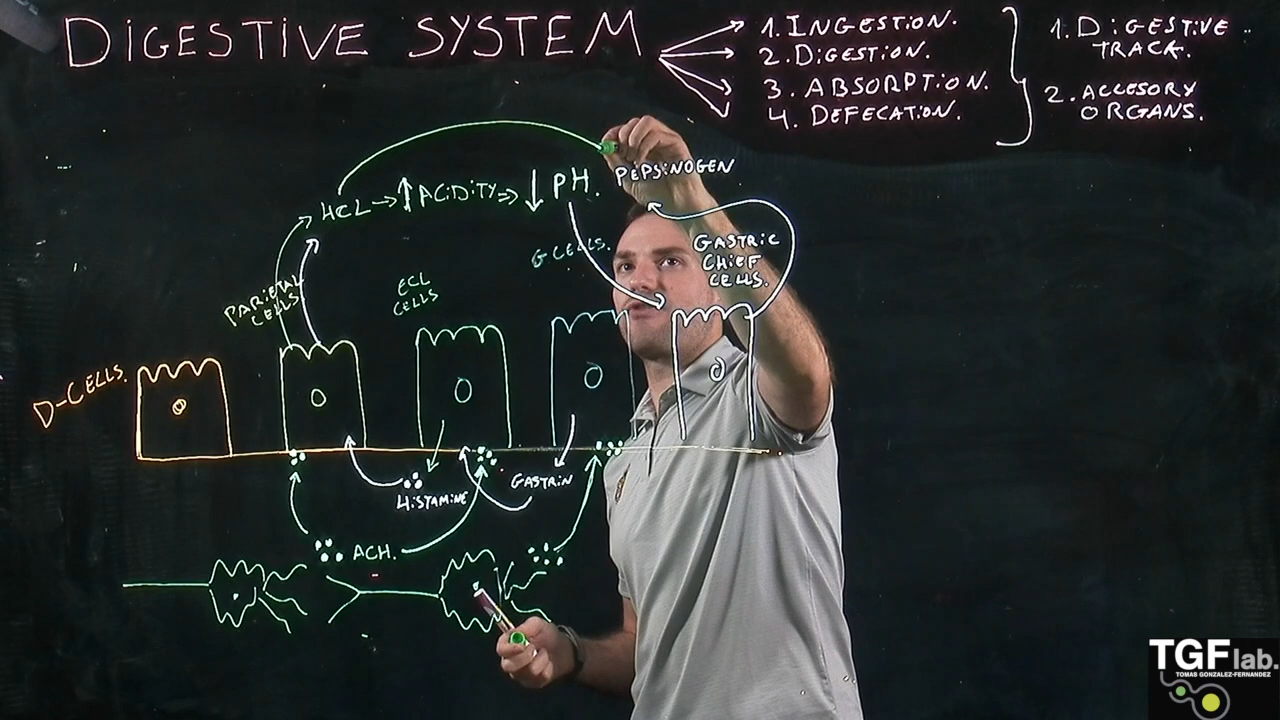 DIGESTIVE SYSTEM
1. INGESTION.
2. DIGESTION.
3. ABSORPTION.
4. DEFECATION.
1. DIGESTIVE
TRACK.
2. ACCESORY
ORGANS.
HCL → ↑ ACIDITY → ↓ PH.
PEPSINOGEN
GASTRIC
CHIEF
CELLS.
G CELLS.
ECL
CELLS
PARIETAL
CELLS
D-CELLS.
HISTAMINE
GASTRIN
ACH.
TGF lab.
TOMAS GONZALEZ-FERNANDEZ